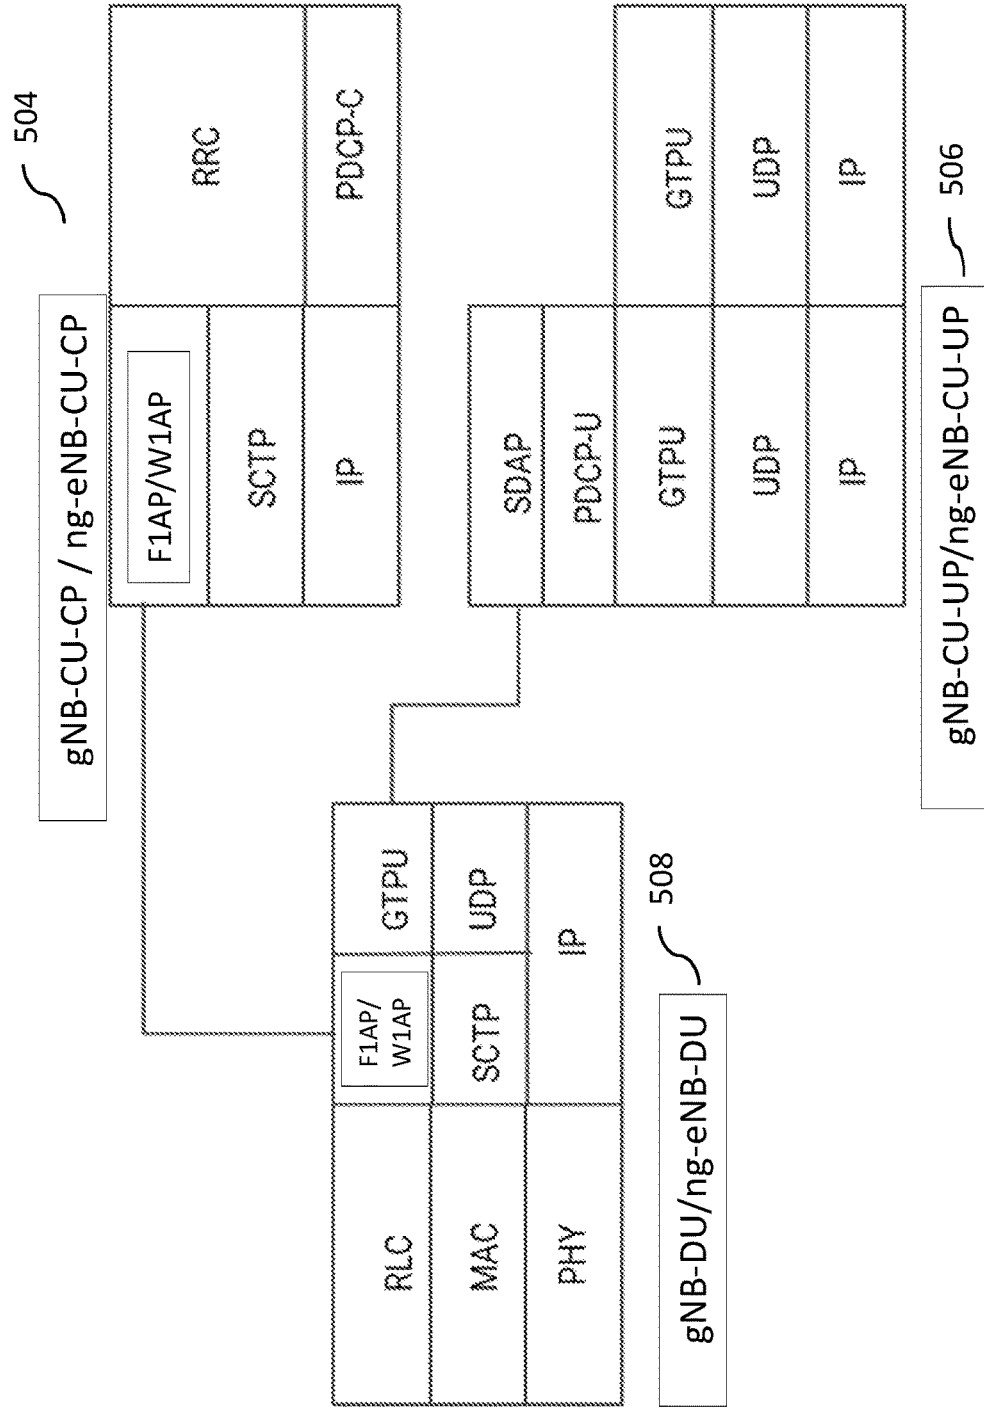 504
gNB-CU-CP / ng-eNB-CU-CP
F1AP/W1AP
RRC
SCTP
IP
PDCP-C
RLC
F1AP/
W1AP
GTPU
MAC
SCTP
UDP
PHY
IP
gNB-DU/ng-eNB-DU
508
SDAP
PDCP-U
GTPU
GTPU
UDP
UDP
IP
IP
gNB-CU-UP/ng-eNB-CU-UP
506